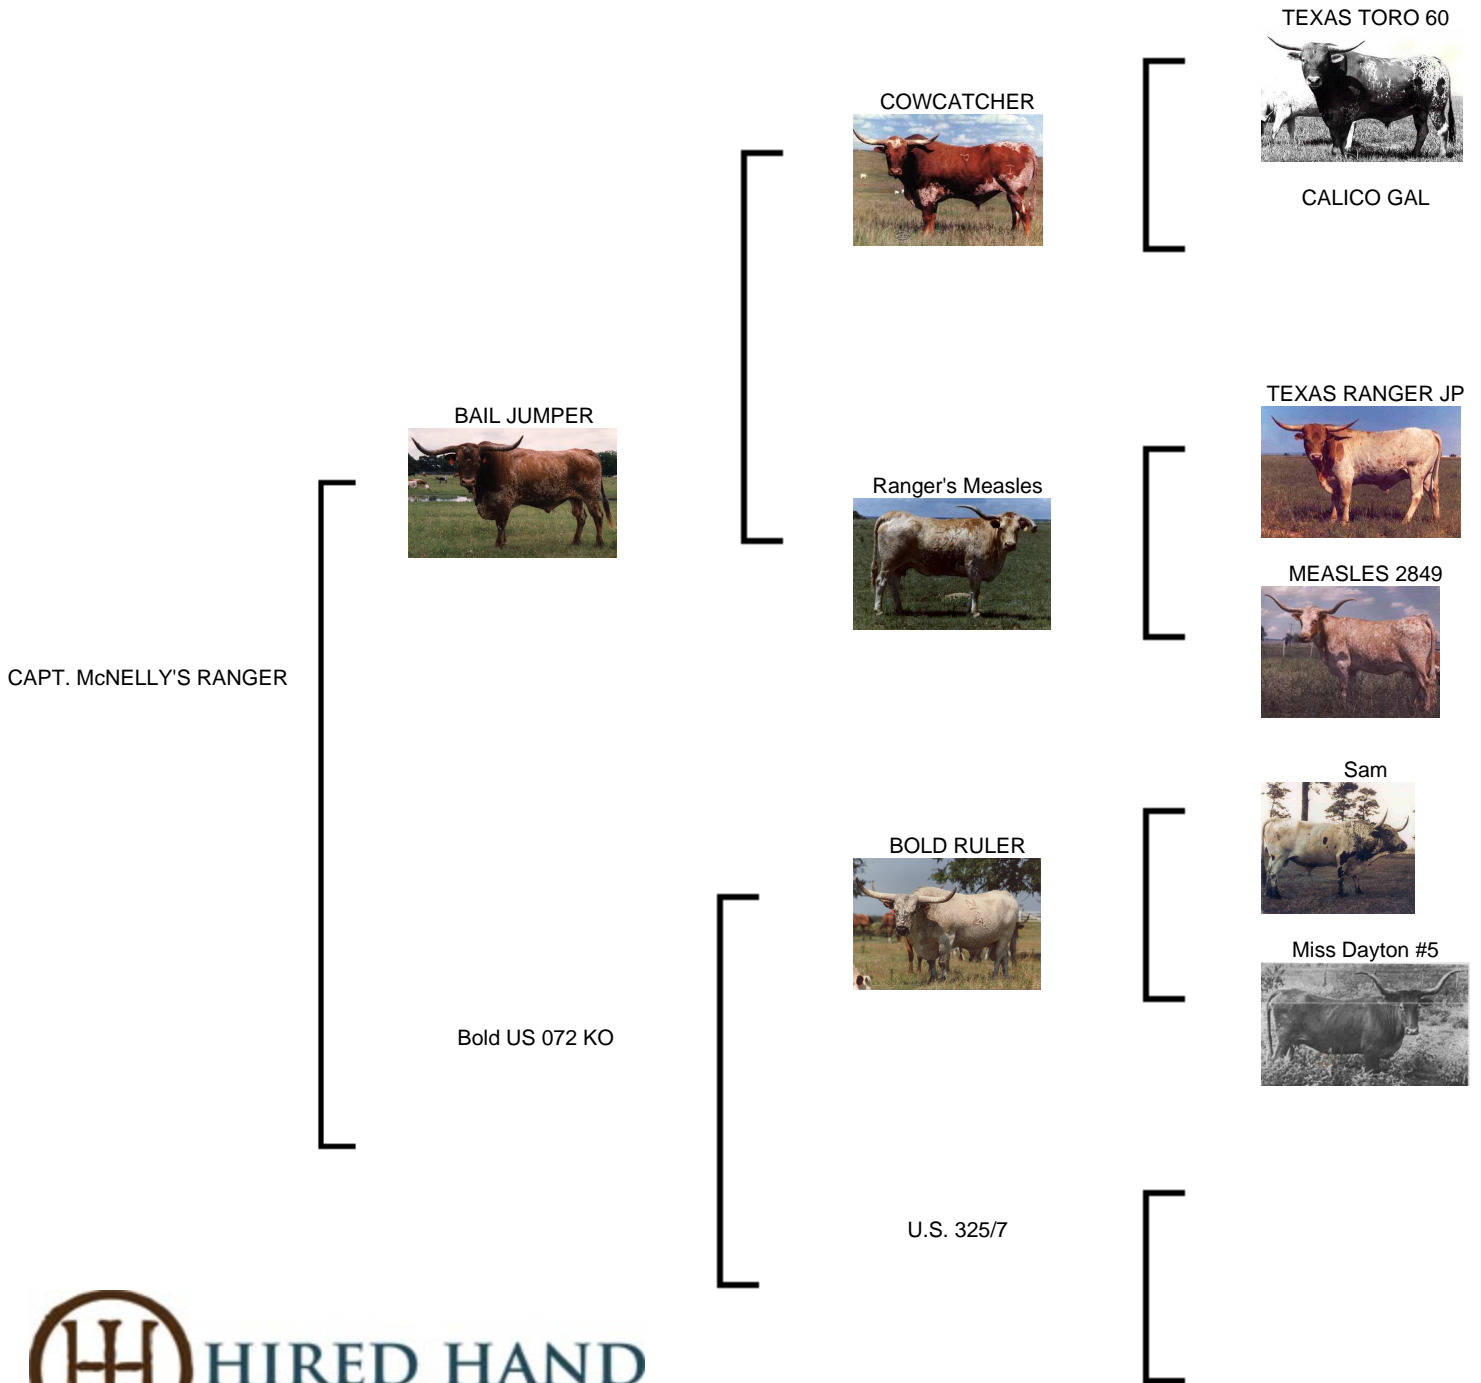 TEXAS TORO 60
COWCATCHER
CALICO GAL
TEXAS RANGER JP
BAIL JUMPER
Ranger's Measles
MEASLES 2849
CAPT. McNELLY'S RANGER
Sam
BOLD RULER
Miss Dayton #5
Bold US 072 KO
U.S. 325/7
HIRED HAND